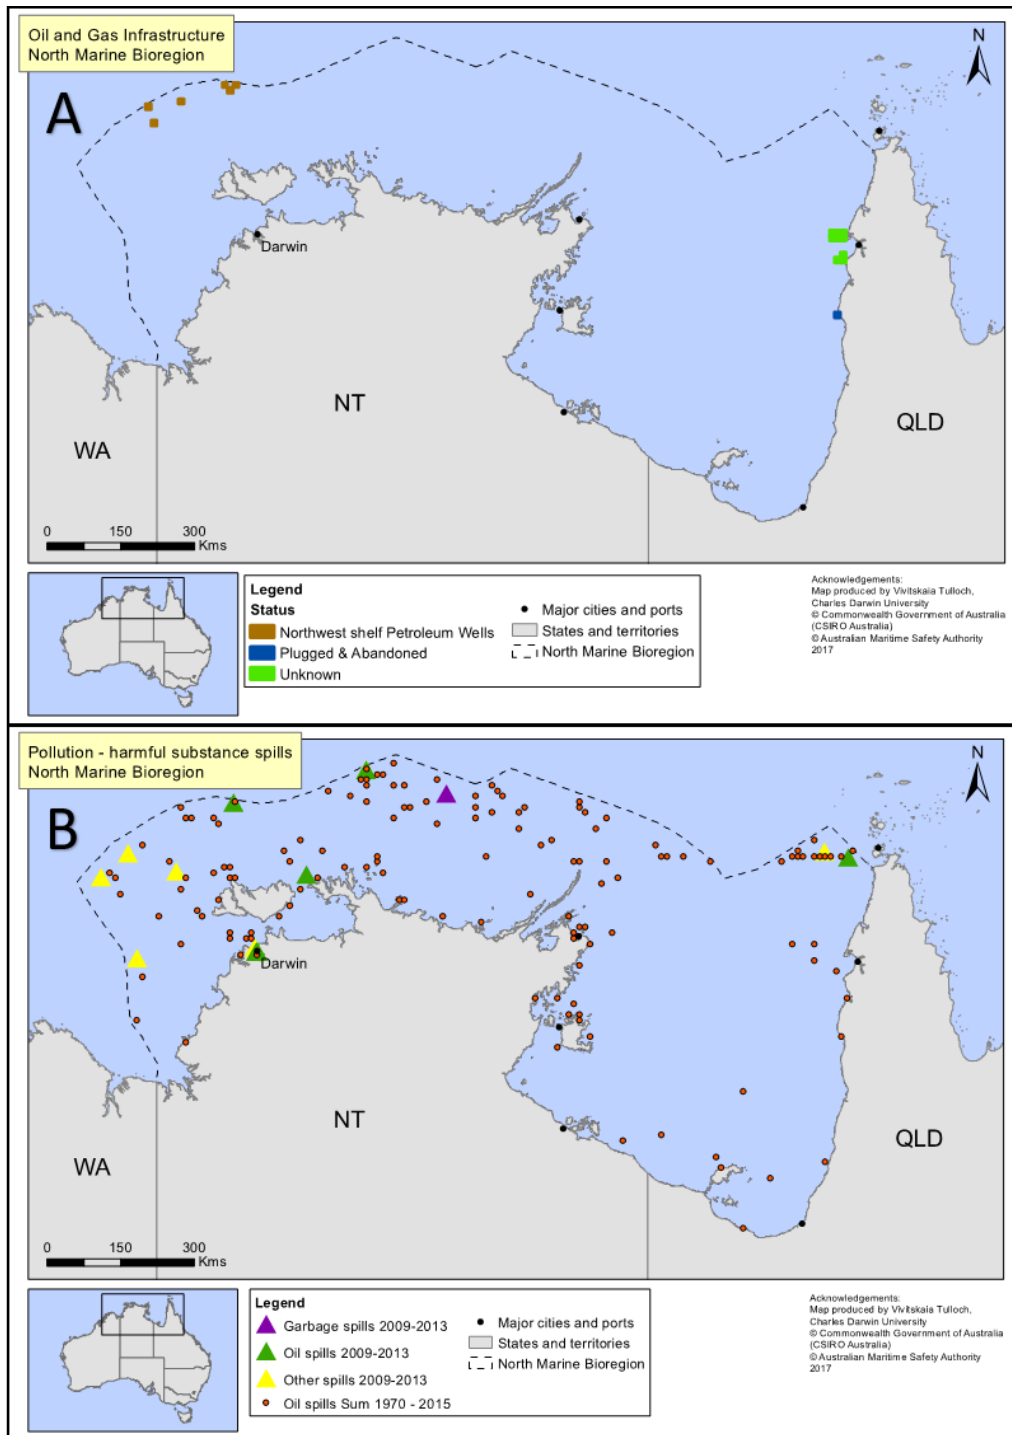 Oil and Gas Infrastructure
North Marine Bioregion
N
A
Darwin
NT
QLD
WA
0 150 300
Kms
Legend
Status
Northwest shelf Petroleum Wells
Plugged & Abandoned
Unknown
Major cities and ports
States and territories
North Marine Bioregion
Acknowledgements:
Map produced by Vivitskaia Tulloch,
Charles Darwin University
© Commonwealth Government of Australia
(CSIRO Australia)
© Australian Maritime Safety Authority
2017
Pollution - harmful substance spills
North Marine Bioregion
N
B
Darwin
NT
QLD
WA
0 150 300
Kms
Legend
Garbage spills 2009-2013
Oil spills 2009-2013
Other spills 2009-2013
Oil spills Sum 1970 - 2015
Major cities and ports
States and territories
North Marine Bioregion
Acknowledgements:
Map produced by Vivitskaia Tulloch,
Charles Darwin University
© Commonwealth Government of Australia
(CSIRO Australia)
© Australian Maritime Safety Authority
2017